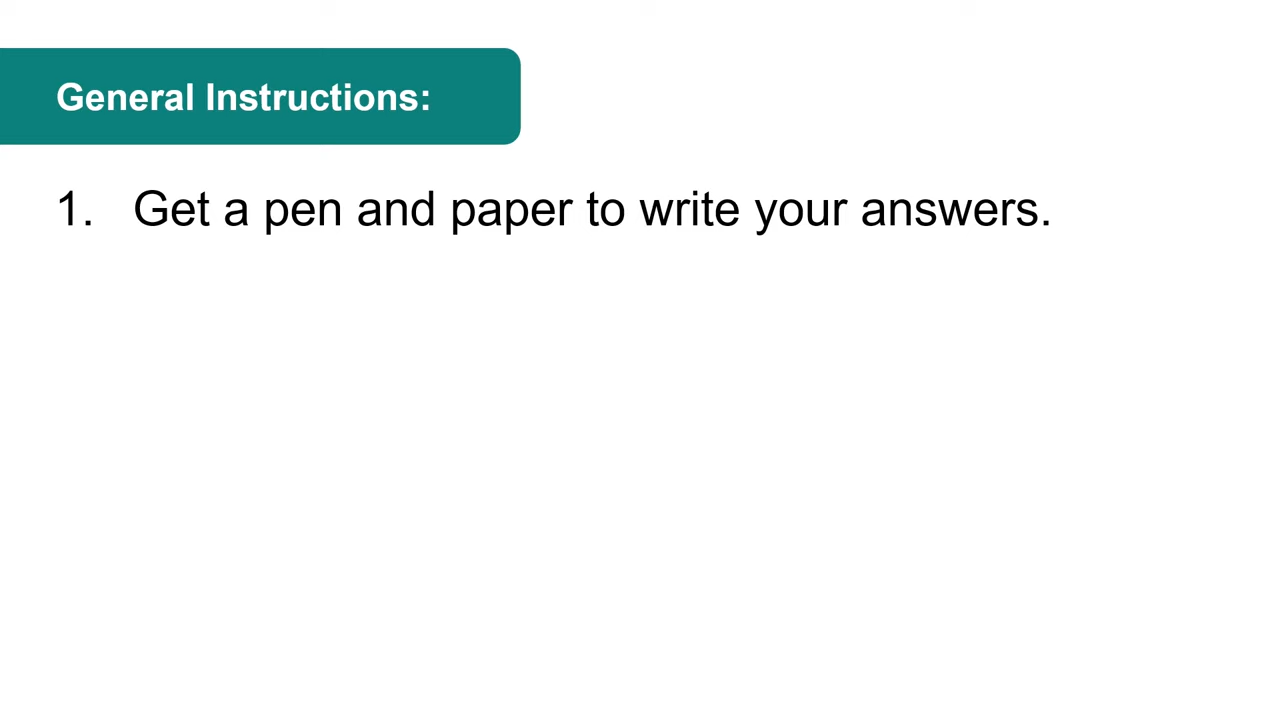 General Instructions:
1. Get a pen and paper to write your answers.